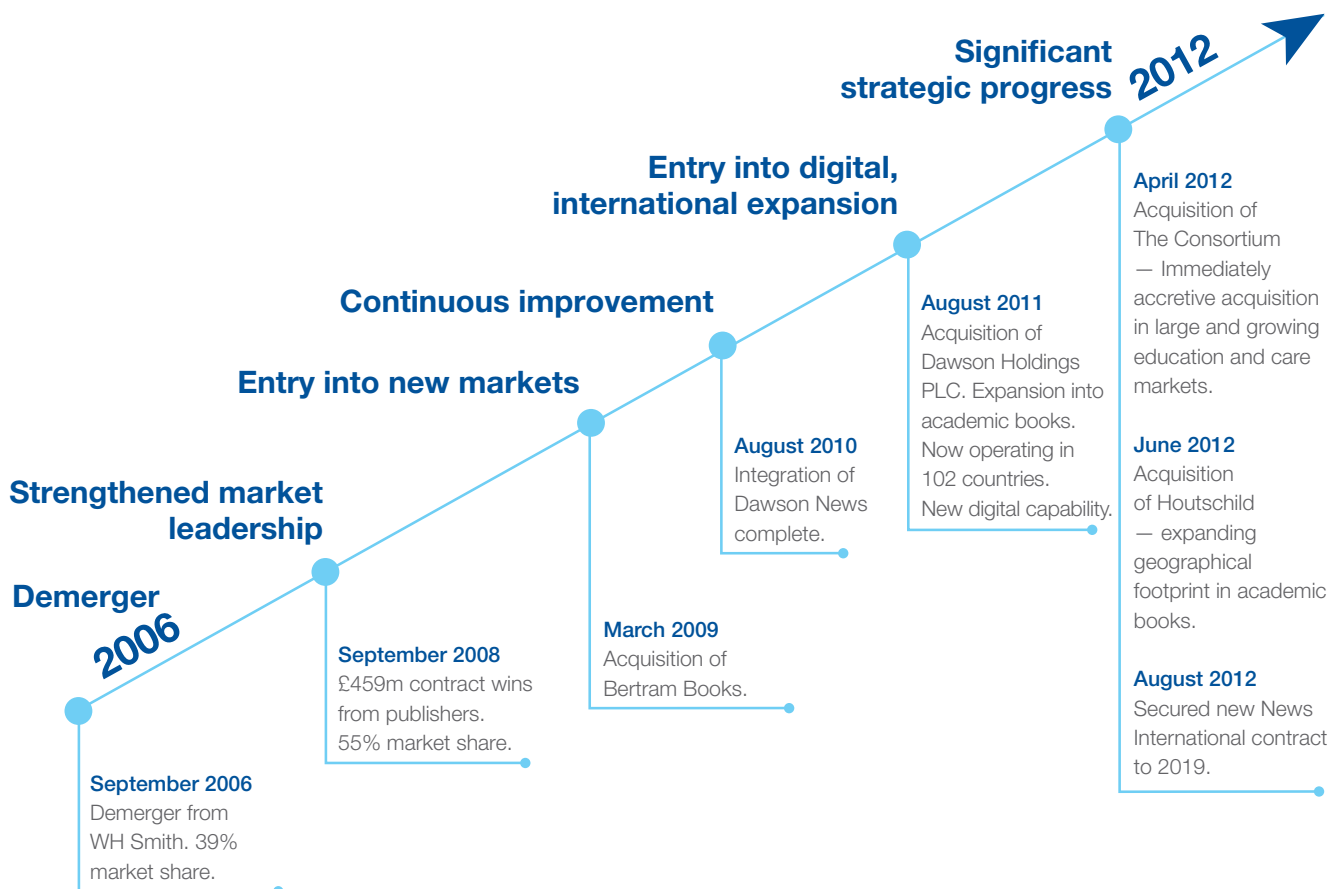 Demerger
2006
September 2006
Demerger from
WH Smith. 39%
market share.
Strengthened market
leadership
September 2008
£459m contract wins
from publishers.
55% market share.
Entry into new markets
March 2009
Acquisition of
Bertram Books.
Continuous improvement
August 2010
Integration of
Dawson News
complete.
Entry into digital,
international expansion
August 2011
Acquisition of
Dawson Holdings
PLC. Expansion into
academic books.
Now operating in
102 countries.
New digital capability.
Significant
strategic progress
2012
April 2012
Acquisition of
The Consortium
— Immediately
accretive acquisition
in large and growing
education and care
markets.
June 2012
Acquisition
of Houtschild
— expanding
geographical
footprint in academic
books.
August 2012
Secured new News
International contract
to 2019.